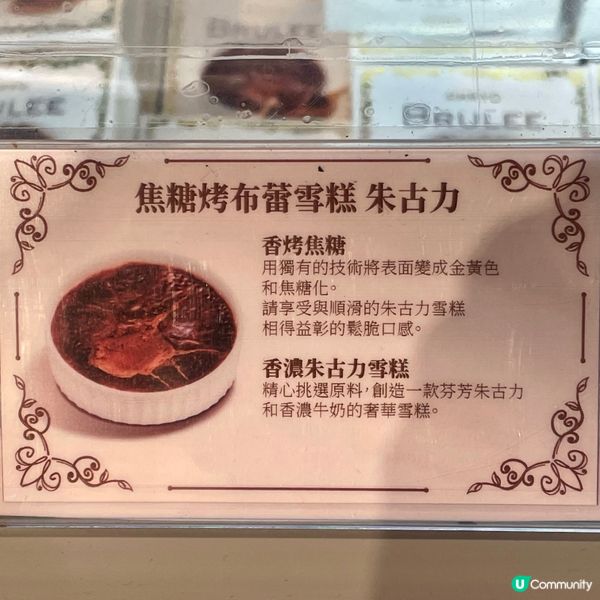 BRULEE
BRULEE
焦糖烤布蕾雪糕 朱古力
香烤焦糖
用獨有的技術將表面變成金黃色
和焦糖化。
請享受與順滑的朱古力雪糕
相得益彰的鬆脆口感。
香濃朱古力雪糕
精心挑選原料,創造一款芬芳朱古力
和香濃牛奶的奢華雪糕。
U Community